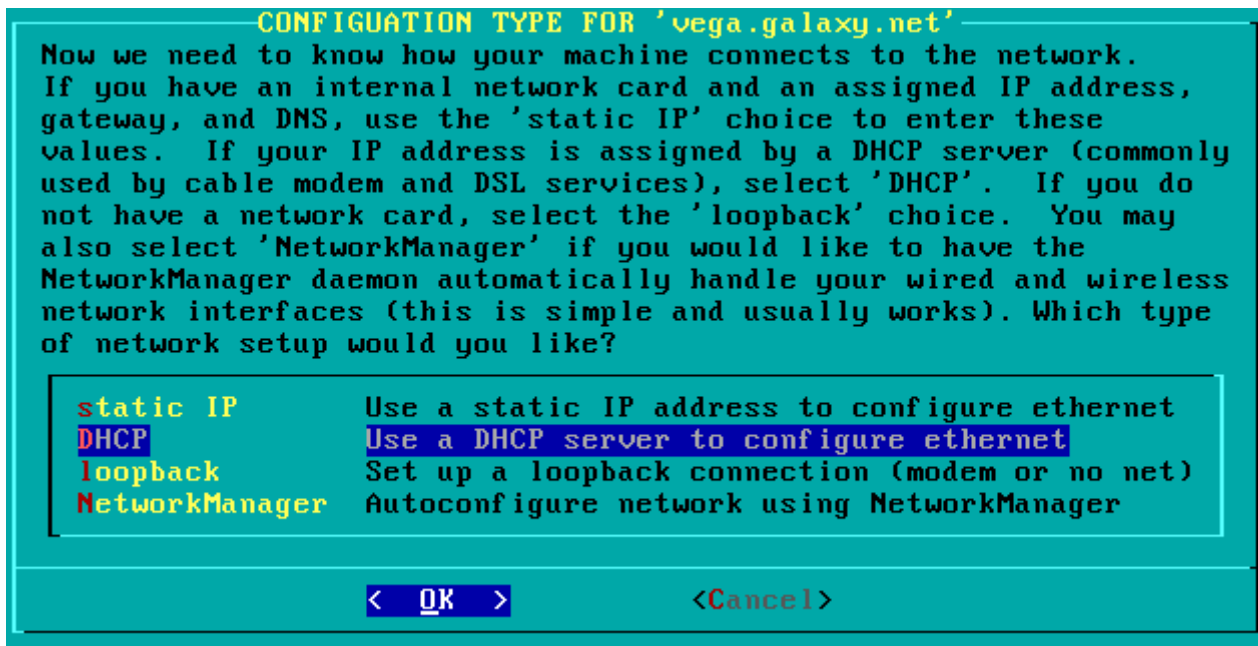 CONFIGUATION TYPE FOR 'vega.galaxy.net'
Now we need to know how your machine connects to the network.
If you have an internal network card and an assigned IP address,
gateway, and DNS, use the 'static IP' choice to enter these
values.  If your IP address is assigned by a DHCP server (commonly
used by cable modem and DSL services), select 'DHCP'.  If you do
not have a network card, select the 'loopback' choice.  You may
also select 'NetworkManager' if you would like to have the
NetworkManager daemon automatically handle your wired and wireless
network interfaces (this is simple and usually works). Which type
of network setup would you like?
static IP Use a static IP address to configure ethernet
DHCP Use a DHCP server to configure ethernet
loopback Set up a loopback connection (modem or no net)
NetworkManager Autoconfigure network using NetworkManager
< OK > <Cancel>